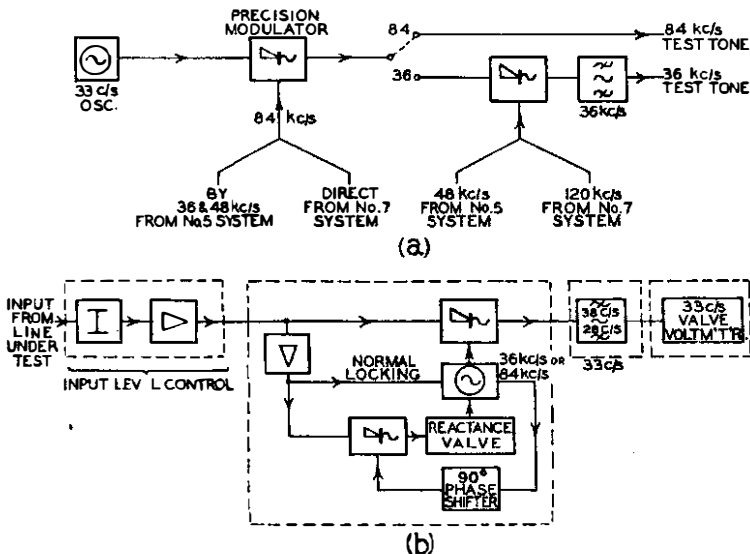 PRECISION
MODULATOR
33 c/s
OSC.
84 kc/s
84
36
84 kc/s
TEST TONE
36 kc/s
TEST TONE
36kc/s
BY
36 & 48kc/s
FROM No.5 SYSTEM
DIRECT
FROM No.7
SYSTEM
48 kc/s
FROM No.5
SYSTEM
120 kc/s
FROM No.7
SYSTEM
(a)
INPUT
FROM
LINE
UNDER
TEST
INPUT LEV L CONTROL
NORMAL
LOCKING
36kc/s OR
84kc/s
REACTANCE
VALVE
90°
PHASE
SHIFTER
38 c/s
28 c/s
33c/s
33c/s
VALVE
VOLTM'T'R
(b)